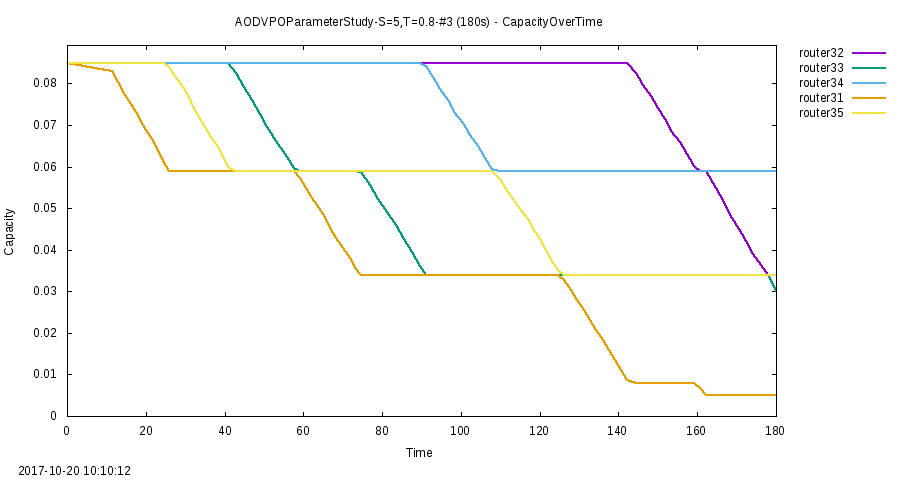 AODVPOParameterStudy-S=5,T=0.8-#3 (180s) - CapacityOverTime
router32
router33
router34
router31
router35
0.08
0.07
0.06
0.05
0.04
0.03
0.02
0.01
0
Capacity
0 20 40 60 80 100 120 140 160 180
Time
2017-10-20 10:10:12